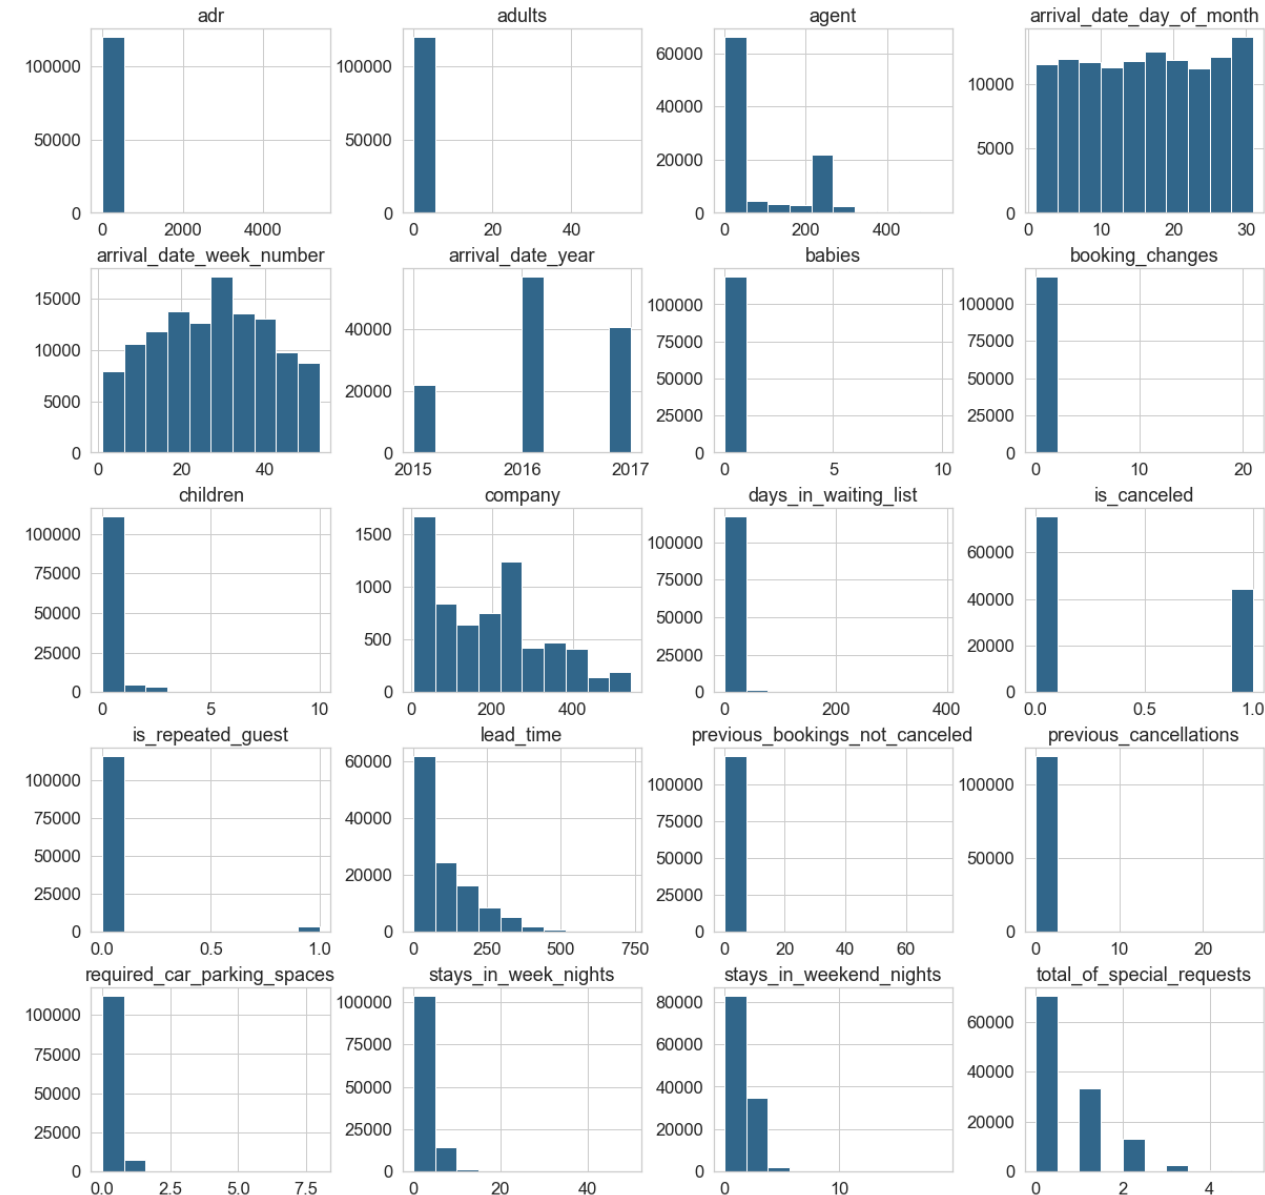 adr adults agent arrival_date_day_of_month
100000 100000 60000 10000
50000 50000 40000 5000
20000
0 0 0 0
0 2000 4000 0 20 40 0 200 400 0 10 20 30
arrival_date_week_number arrival_date_year babies booking_changes
15000 40000 100000 100000
10000 20000 75000 75000
5000 50000 50000
25000 25000
0 0 0 0
0 20 40 2015 2016 2017 0 5 10 0 10 20
children company days_in_waiting_list is_canceled
100000 1500 100000 60000
75000 1000 75000 40000
50000 500 50000 20000
25000 25000
0 0 0 0
0 5 10 0 200 400 0 200 400 0.0 0.5 1.0
is_repeated_guest lead_time previous_bookings_not_canceled previous_cancellations
100000 60000 100000 100000
75000 40000 75000 50000
50000 20000 50000
25000 25000
0 0 0 0
0.0 0.5 1.0 0 250 500 750 0 20 40 60 0 10 20
required_car_parking_spaces stays_in_week_nights stays_in_weekend_nights total_of_special_requests
100000 100000 80000 60000
75000 75000 60000 40000
50000 50000 40000 20000
25000 25000 20000
0 0 0 0
0.0 2.5 5.0 7.5 0 20 40 0 10 0 2 4